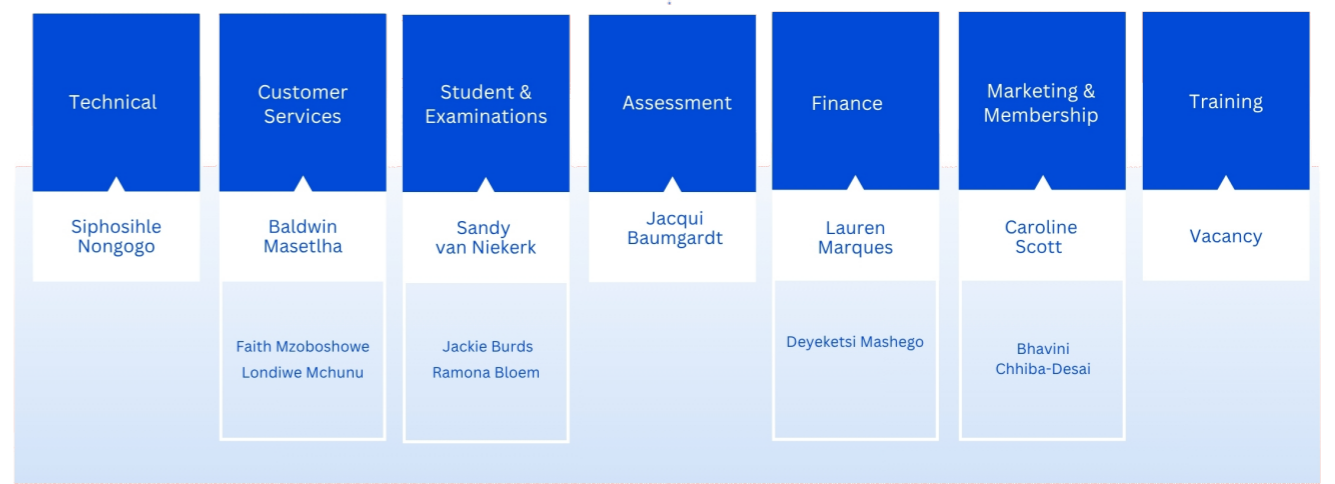 Technical
Customer
Services
Student &
Examinations
Assessment
Finance
Marketing &
Membership
Training
Siphosihle
Nongogo
Baldwin
Masetlha
Sandy
van Niekerk
Jacqui
Baumgardt
Lauren
Marques
Caroline
Scott
Vacancy
Faith Mzoboshowe
Londiwe Mchunu
Jackie Burds
Ramona Bloem
Deyeketsi Mashego
Bhavini
Chhiba-Desai